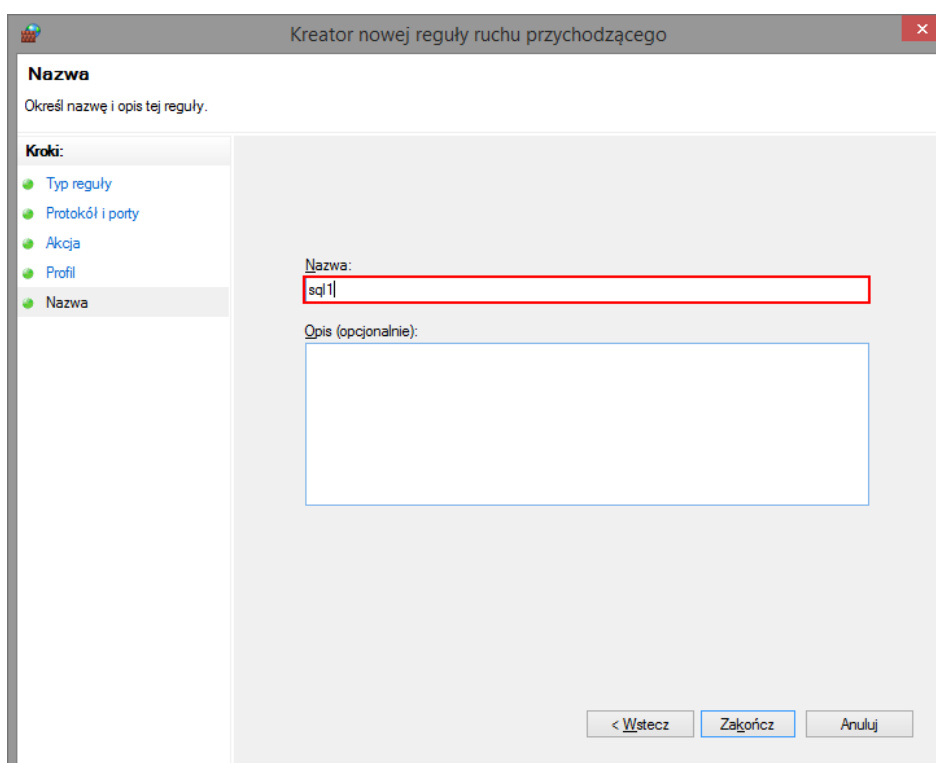 Kreator nowej reguły ruchu przychodzącego
Nazwa
Określ nazwę i opis tej reguły.
Kroki:
Typ reguły
Protokół i porty
Akcja
Profil
Nazwa
Nazwa:
sql1
Opis (opcjonalnie):
< Wstecz
Zakończ
Anuluj